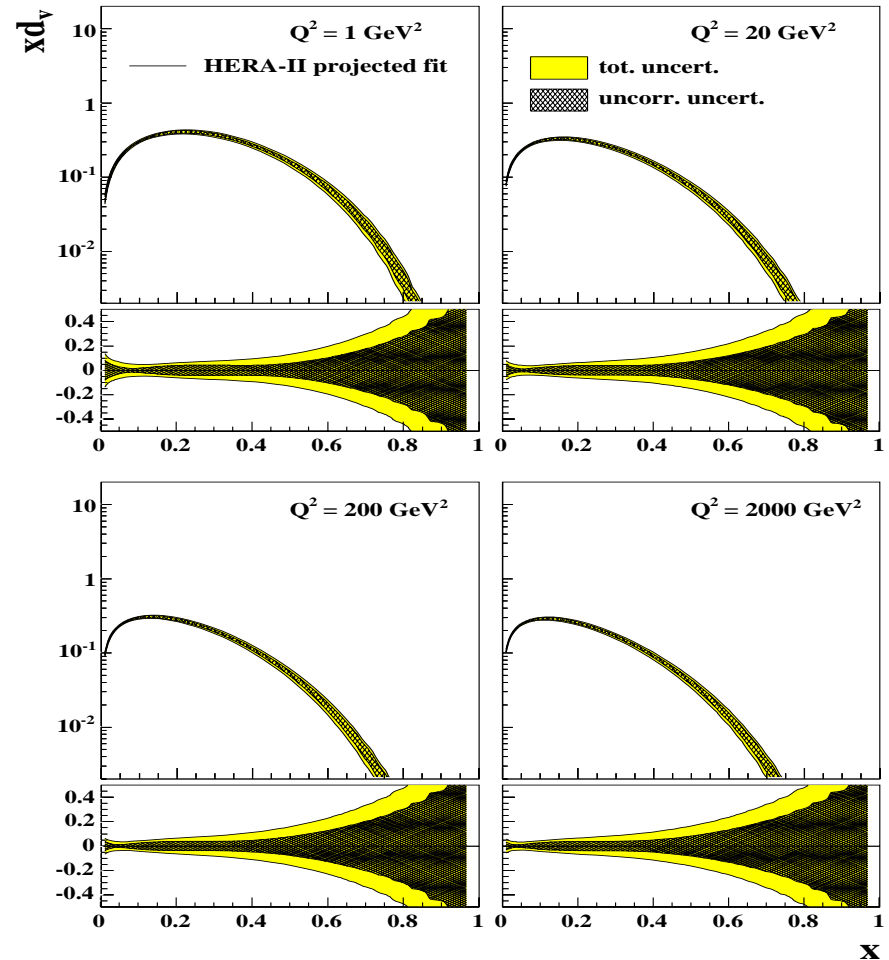 xdᵥ
Q² = 1 GeV²
HERA-II projected fit
Q² = 20 GeV²
tot. uncert.
uncorr. uncert.
10
1
10⁻¹
10⁻²
0.4
0.2
0
-0.2
-0.4
0 0.2 0.4 0.6 0.8 1
0 0.2 0.4 0.6 0.8 1
Q² = 200 GeV²
Q² = 2000 GeV²
10
1
10⁻¹
10⁻²
0.4
0.2
0
-0.2
-0.4
0 0.2 0.4 0.6 0.8 1
0 0.2 0.4 0.6 0.8 1
x